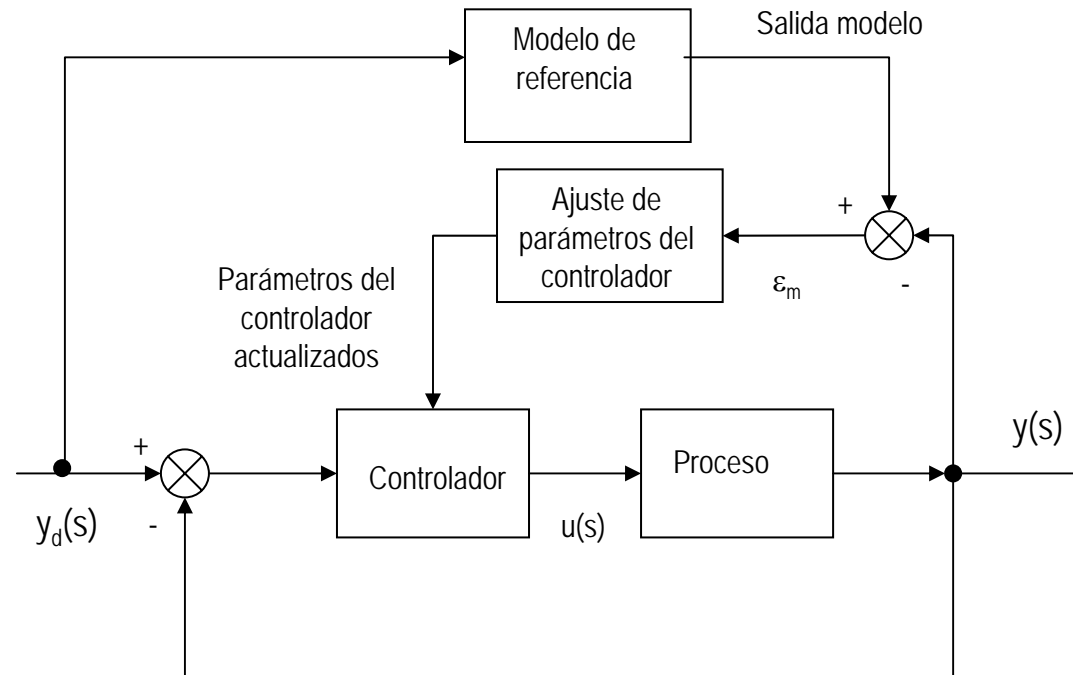 Salida modelo
Modelo de
referencia
Ajuste de
parámetros del
controlador
+
-
εm
Parámetros del
controlador
actualizados
+
-
yd(s)
Controlador
u(s)
Proceso
y(s)